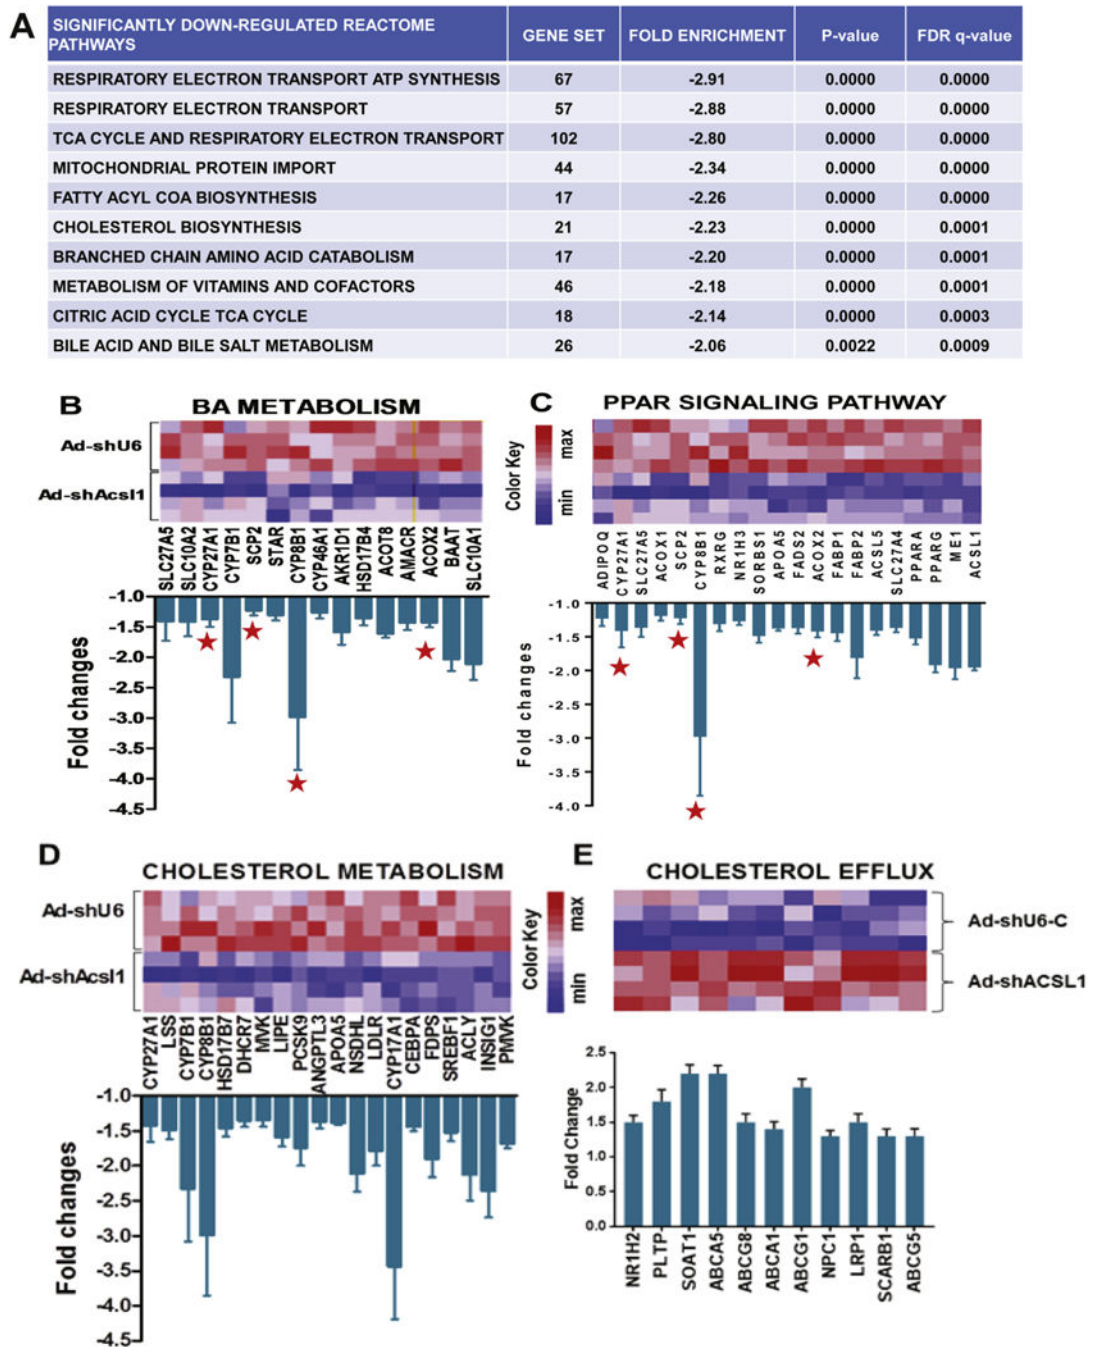 A
SIGNIFICANTLY DOWN-REGULATED REACTOME
PATHWAYS
GENE SET
FOLD ENRICHMENT
P-value
FDR q-value
RESPIRATORY ELECTRON TRANSPORT ATP SYNTHESIS 67 -2.91 0.0000 0.0000
RESPIRATORY ELECTRON TRANSPORT 57 -2.88 0.0000 0.0000
TCA CYCLE AND RESPIRATORY ELECTRON TRANSPORT 102 -2.80 0.0000 0.0000
MITOCHONDRIAL PROTEIN IMPORT 44 -2.34 0.0000 0.0000
FATTY ACYL COA BIOSYNTHESIS 17 -2.26 0.0000 0.0000
CHOLESTEROL BIOSYNTHESIS 21 -2.23 0.0000 0.0001
BRANCHED CHAIN AMINO ACID CATABOLISM 17 -2.20 0.0000 0.0001
METABOLISM OF VITAMINS AND COFACTORS 46 -2.18 0.0000 0.0001
CITRIC ACID CYCLE TCA CYCLE 18 -2.14 0.0000 0.0003
BILE ACID AND BILE SALT METABOLISM 26 -2.06 0.0022 0.0009
B
BA METABOLISM
Ad-shU6
Ad-shAcsl1
SLC27A5
SLC10A2
CYP27A1
CYP7B1
SCP2
STAR
CYP8B1
CYP46A1
AKR1D1
HSD17B4
ACOT8
AMACR
ACOX2
BAAT
SLC10A1
Fold changes
-1.0
-1.5
-2.0
-2.5
-3.0
-3.5
-4.0
-4.5
C
PPAR SIGNALING PATHWAY
Color Key
max
min
ADIPOQ
CYP27A1
SLC27A5
ACOX1
SCP2
CYP8B1
RXRG
NR1H3
SORBS1
APOA5
FADS2
ACOX2
FABP1
FABP2
ACSL5
SLC27A4
PPARA
PPARG
ME1
ACSL1
Fold changes
-1.0
-1.5
-2.0
-2.5
-3.0
-3.5
-4.0
D
CHOLESTEROL METABOLISM
Ad-shU6
Ad-shAcsl1
Color Key
max
min
CYP27A1
LSS
CYP7B1
CYP8B1
HSD17B7
DHCR7
MVK
LIPE
PCSK9
ANGPTL3
APOA5
NSDHL
LDLR
CYP17A1
CEBPA
FDPS
SREBF1
ACLY
INSIG1
PMVK
Fold changes
-1.0
-1.5
-2.0
-2.5
-3.0
-3.5
-4.0
-4.5
E
CHOLESTEROL EFFLUX
Ad-shU6-C
Ad-shACSL1
Fold Change
2.5
2.0
1.5
1.0
0.5
0.0
NR1H2
PLTP
SOAT1
ABCA5
ABCG8
ABCA1
ABCG1
NPC1
LRP1
SCARB1
ABCG5